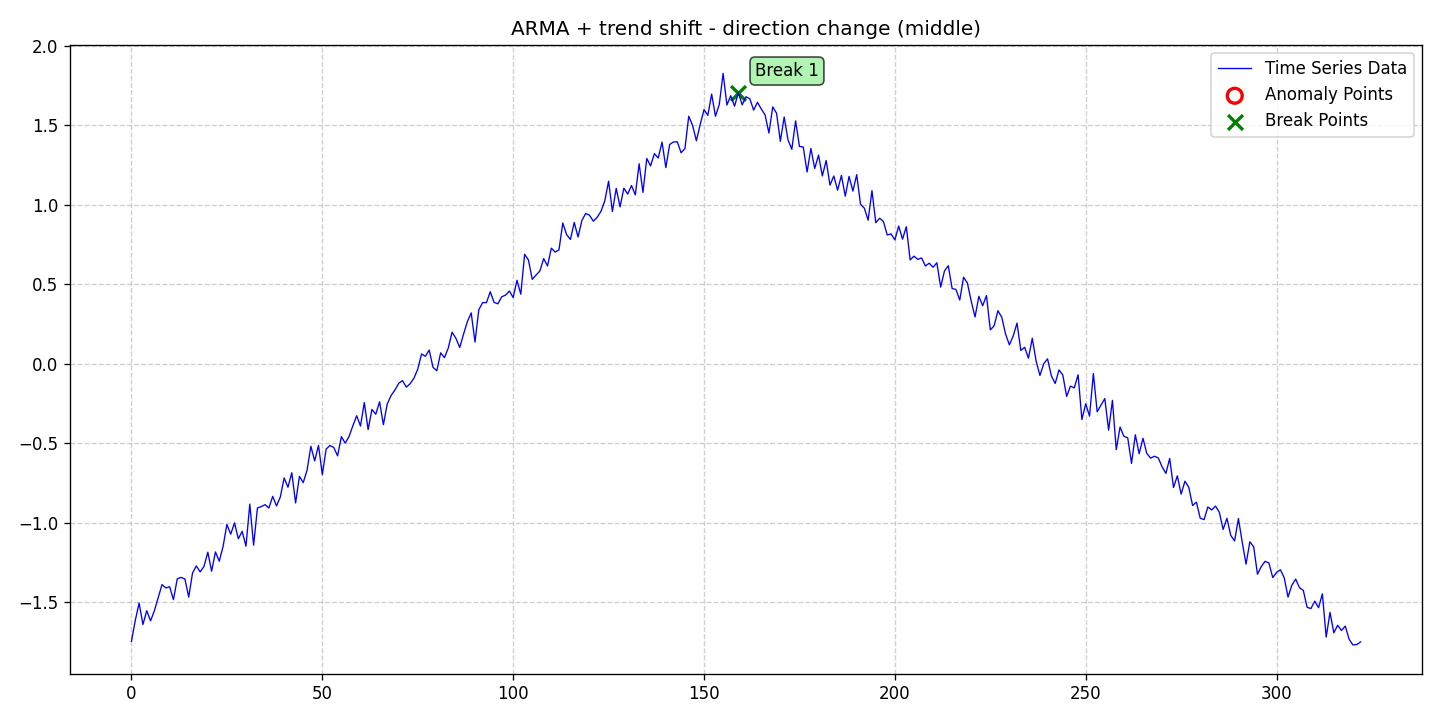 ARMA + trend shift - direction change (middle)
2.0
1.5
1.0
0.5
0.0
−0.5
−1.0
−1.5
Break 1
Time Series Data
Anomaly Points
Break Points
0 50 100 150 200 250 300